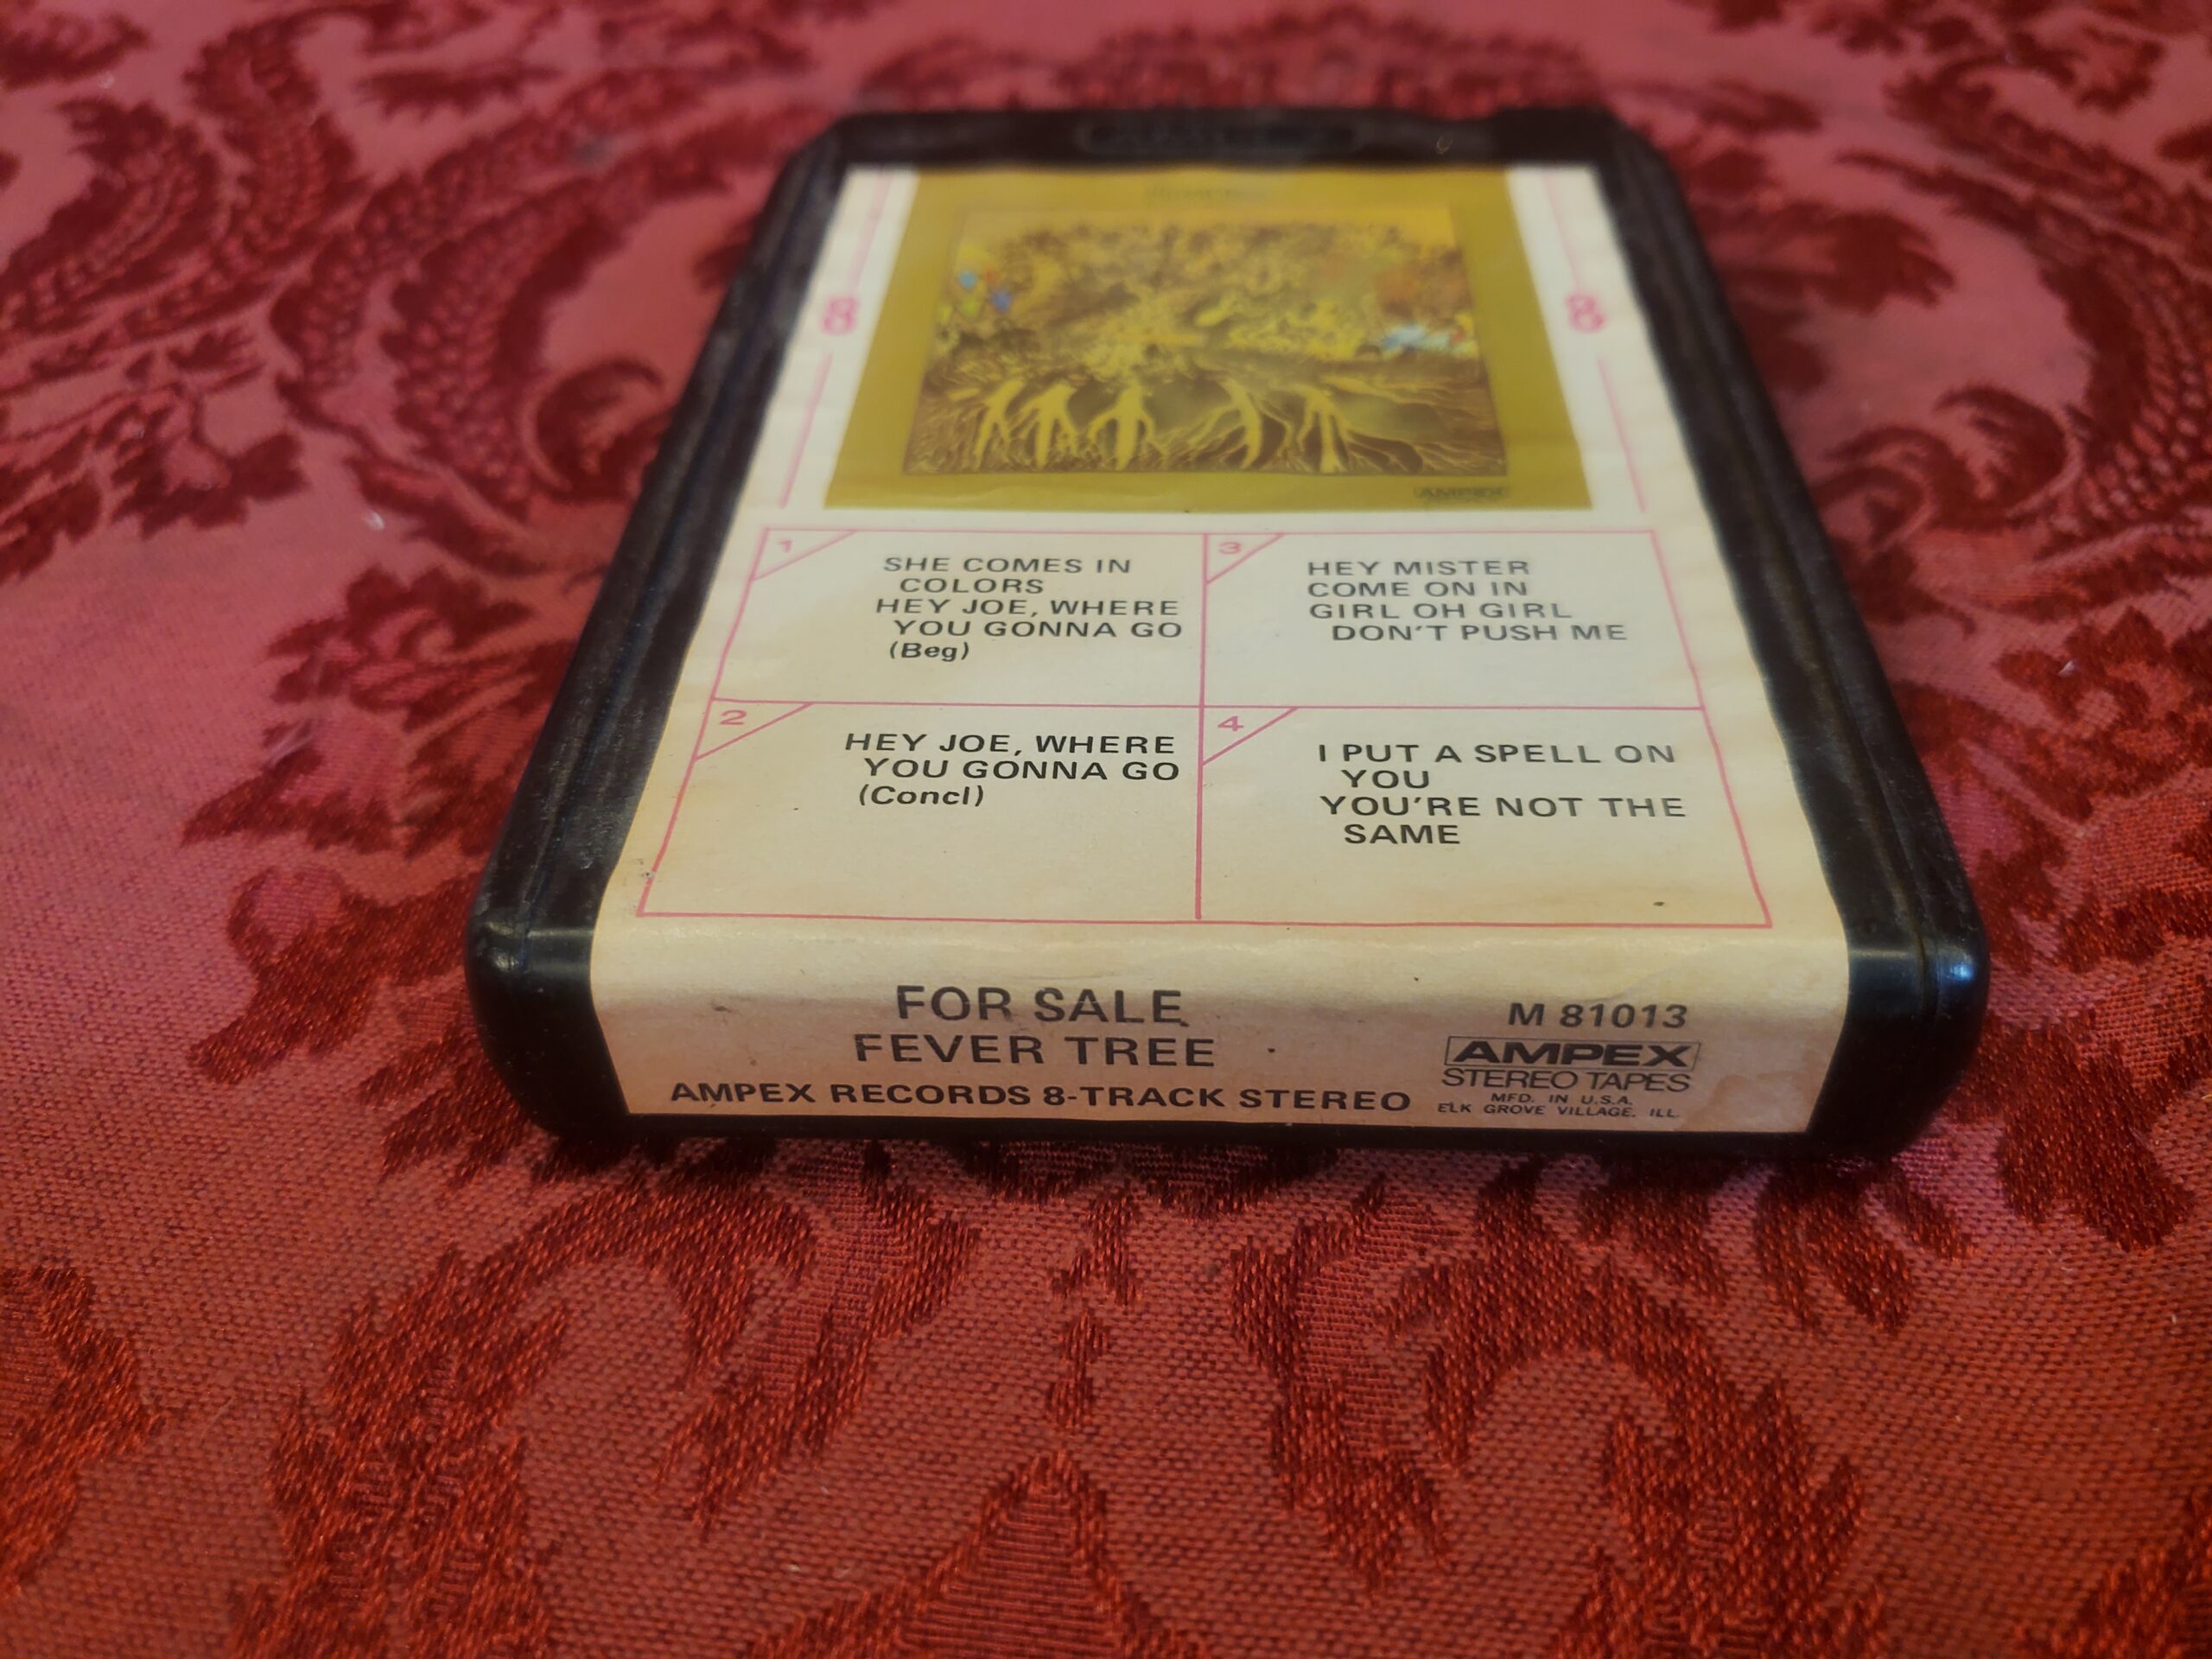 8
8
AMPEX
1
SHE COMES IN
COLORS
HEY JOE, WHERE
YOU GONNA GO
(Beg)
2
HEY JOE, WHERE
YOU GONNA GO
(Concl)
3
HEY MISTER
COME ON IN
GIRL OH GIRL
DON'T PUSH ME
4
I PUT A SPELL ON
YOU
YOU'RE NOT THE
SAME
FOR SALE
FEVER TREE
AMPEX RECORDS 8-TRACK STEREO
M 81013
AMPEX
STEREO TAPES
MFD. IN U.S.A.
ELK GROVE VILLAGE, ILL.